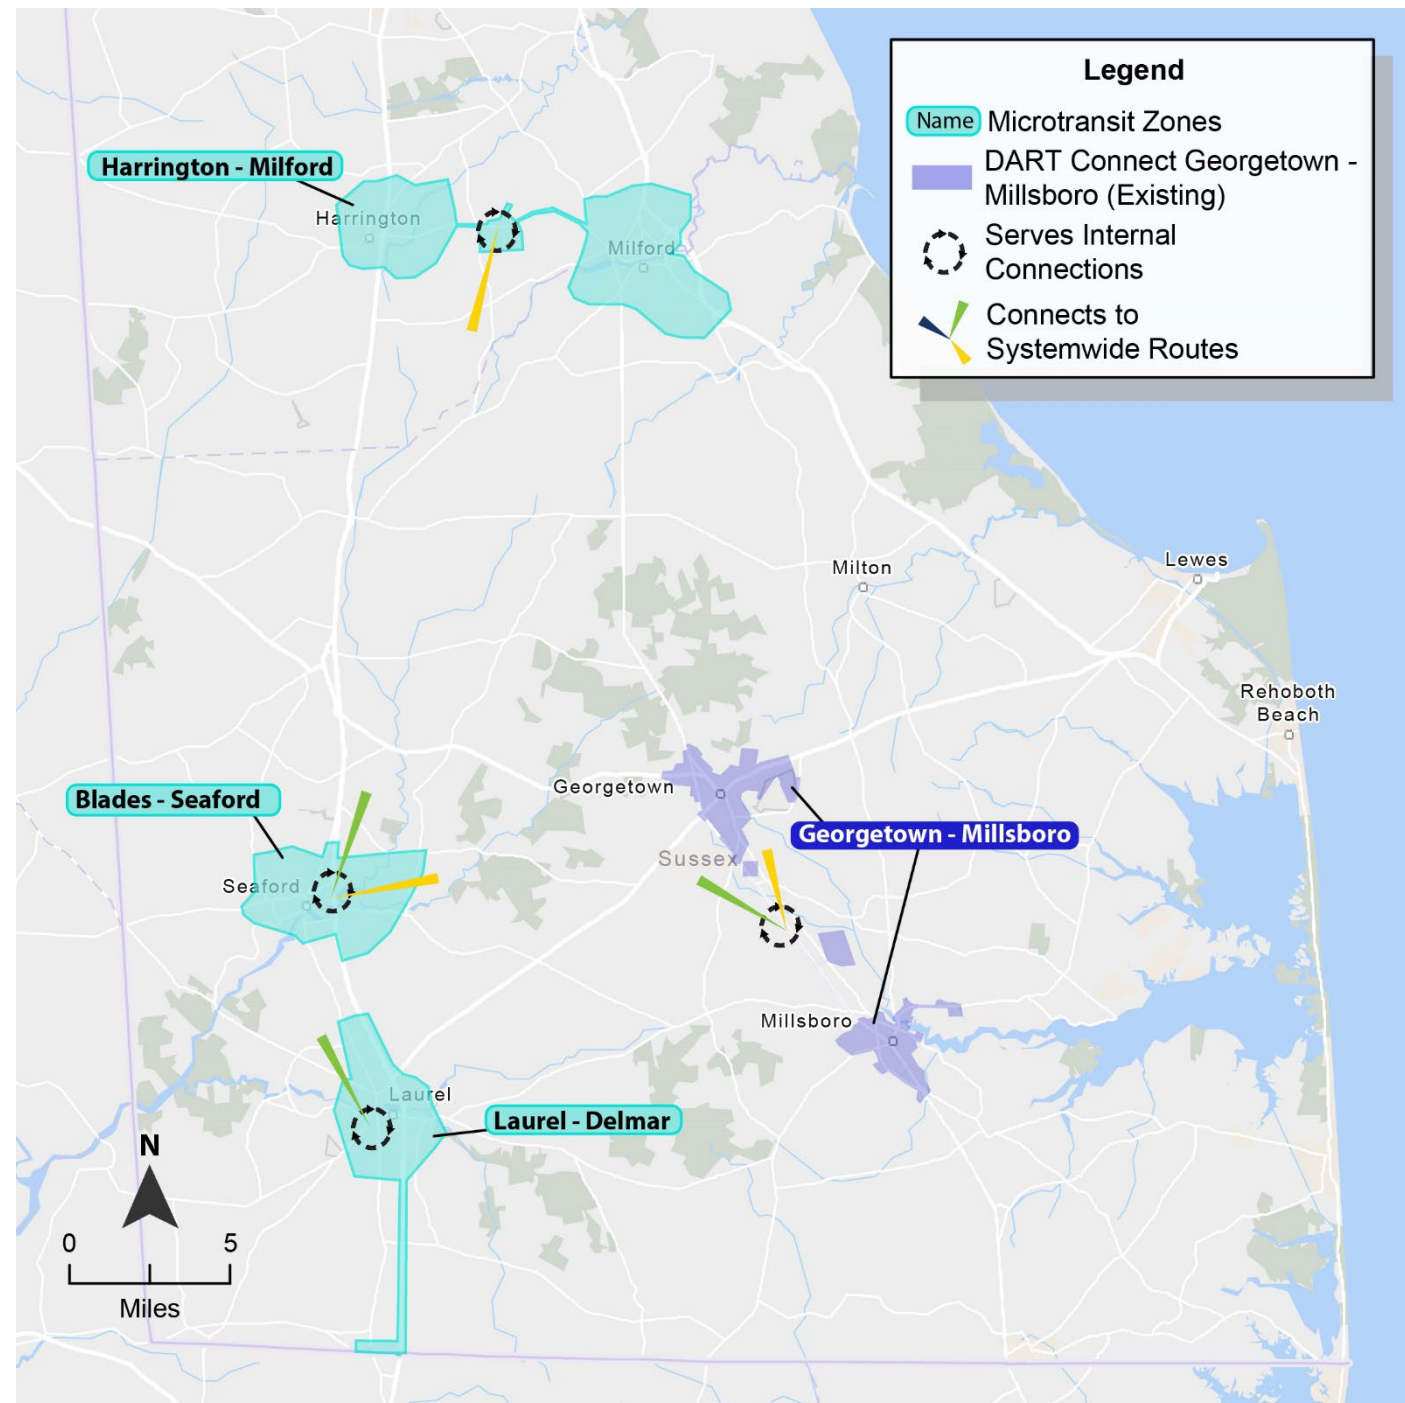 Legend
Name Microtransit Zones
DART Connect Georgetown -
Millsboro (Existing)
Serves Internal
Connections
Connects to
Systemwide Routes
Harrington - Milford
Harrington
Milford
Milton
Lewes
Rehoboth
Beach
Blades - Seaford
Georgetown
Georgetown - Millsboro
Sussex
Seaford
Millsboro
Laurel
Laurel - Delmar
N
0 5
Miles